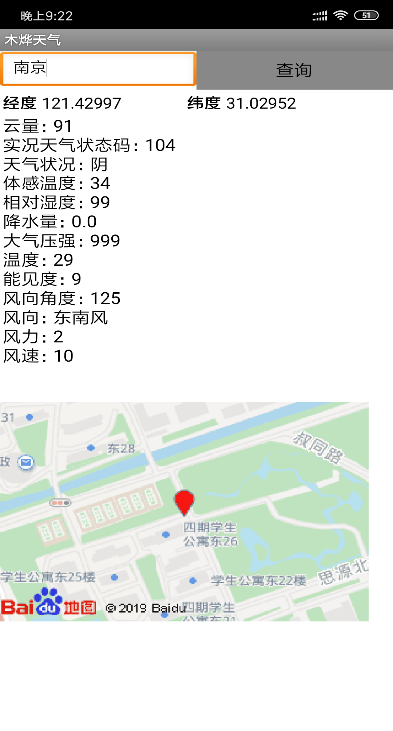 晚上9:22
51
木烨天气
南京
查询
经度 121.42997 纬度 31.02952
云量: 91
实况天气状态码: 104
天气状况: 阴
体感温度: 34
相对湿度: 99
降水量: 0.0
大气压强: 999
温度: 29
能见度: 9
风向角度: 125
风向: 东南风
风力: 2
风速: 10
31
东28
叔同路
政
四期学生
公寓东26
学生公寓东25楼
学生公寓东22楼
思源北
四期学生
公寓东21
Bai du 地图 © 2019 Baidu